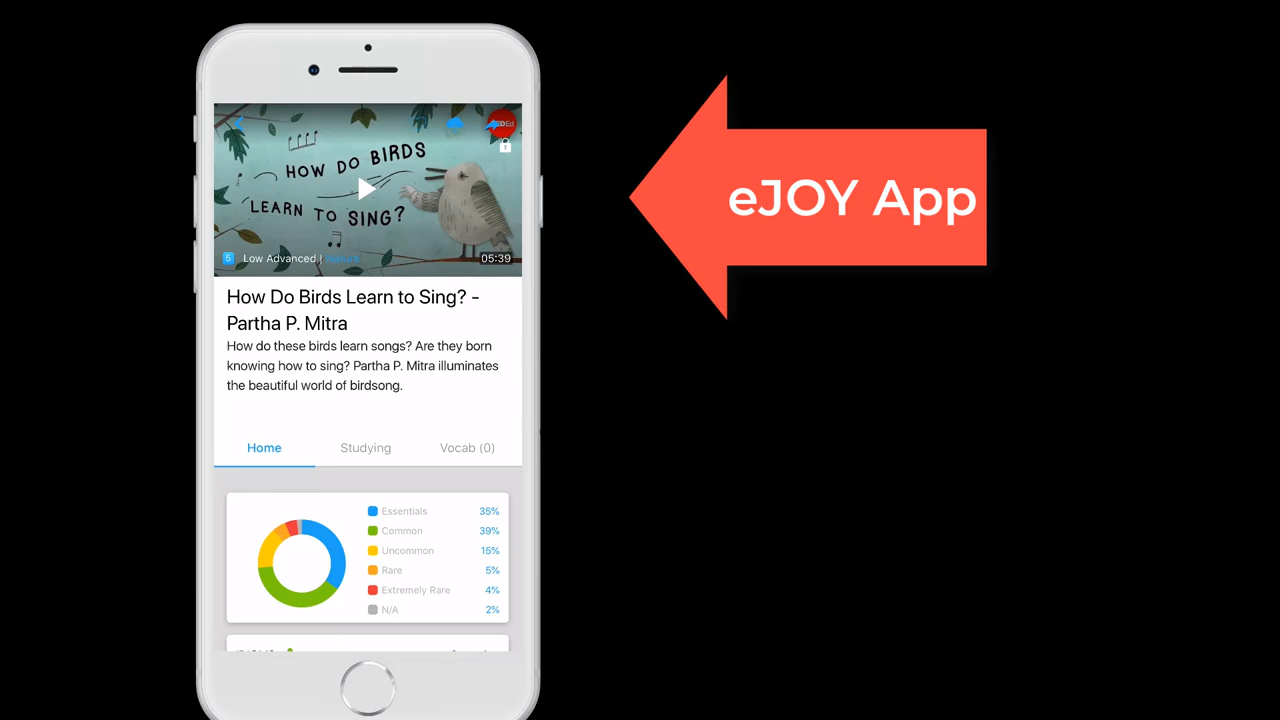 HOW DO BIRDS
LEARN TO SING?
5 Low Advanced | Nature 05:39
How Do Birds Learn to Sing? -
Partha P. Mitra
How do these birds learn songs? Are they born
knowing how to sing? Partha P. Mitra illuminates
the beautiful world of birdsong.
Home Studying Vocab (0)
Essentials 35%
Common 39%
Uncommon 15%
Rare 5%
Extremely Rare 4%
N/A 2%
eJOY App